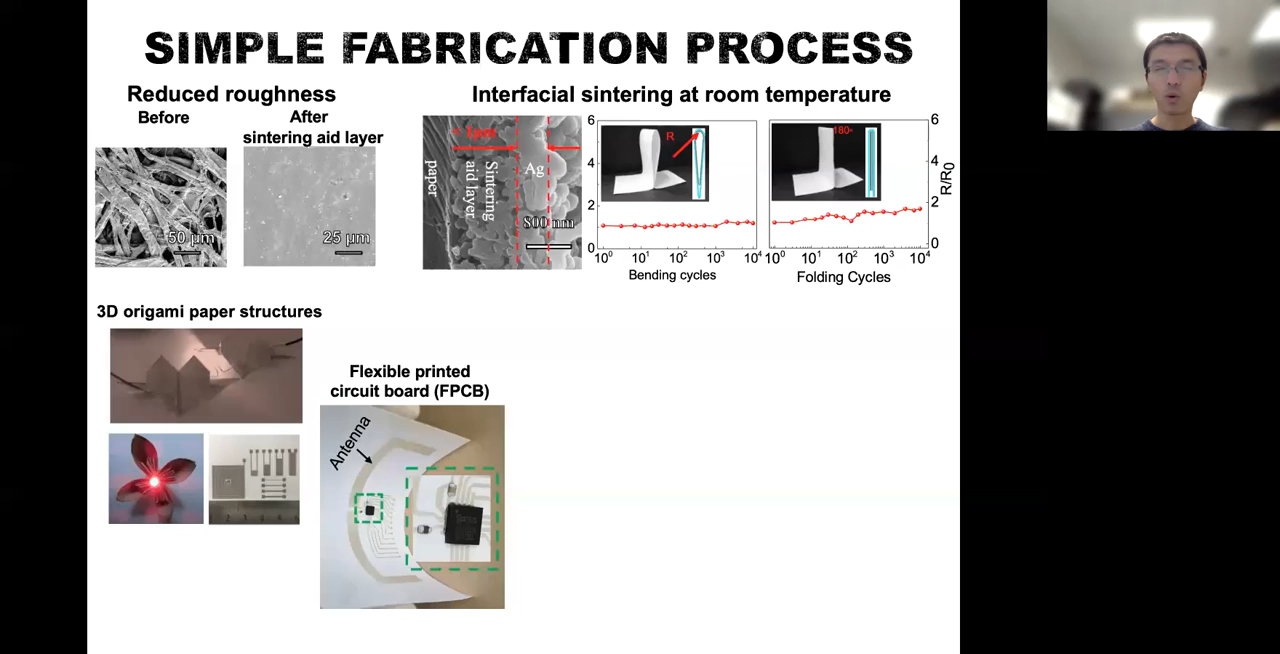 SIMPLE FABRICATION PROCESS
Reduced roughness
Before
After
sintering aid layer
50 µm
25 µm
Interfacial sintering at room temperature
< 1µm
paper
Sintering
aid layer
Ag
800 nm
R
6
4
2
0
10⁰ 10¹ 10² 10³ 10⁴
Bending cycles
180°
6
4
2
0
R/R0
10⁰ 10¹ 10² 10³ 10⁴
Folding Cycles
3D origami paper structures
Flexible printed
circuit board (FPCB)
Antenna